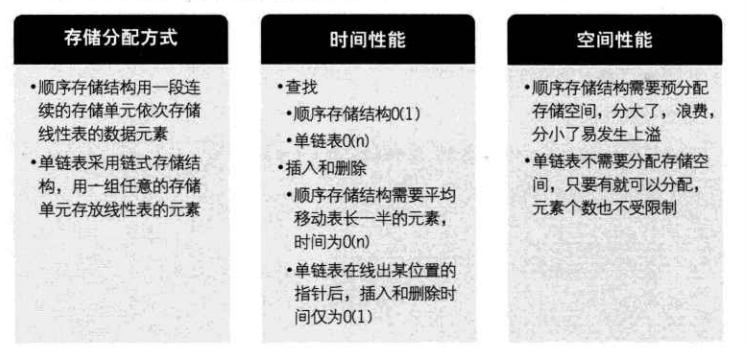 存储分配方式
•顺序存储结构用一段连
续的存储单元依次存储
线性表的数据元素
•单链表采用链式存储结
构，用一组任意的存储
单元存放线性表的元素
时间性能
•查找
•顺序存储结构O(1)
•单链表O(n)
•插入和删除
•顺序存储结构需要平均
移动表长一半的元素，
时间为O(n)
•单链表在线出某位置的
指针后，插入和删除时
间仅为O(1)
空间性能
•顺序存储结构需要预分配
存储空间，分大了，浪费，
分小了易发生上溢
•单链表不需要分配存储空
间，只要有就可以分配，
元素个数也不受限制